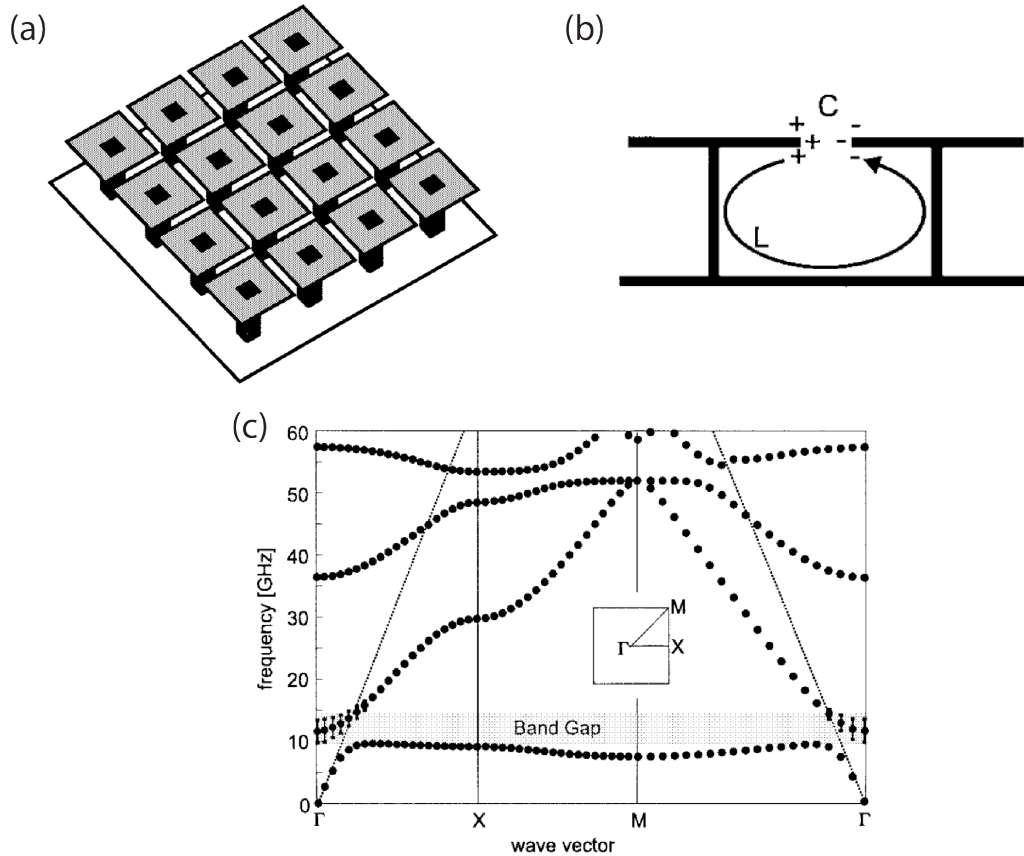 (a)
(b)
C
+ -
+ -
+ -
L
(c)
frequency [GHz]
60
50
40
30
20
10
0
M
Γ X
Band Gap
Γ X M Γ
wave vector